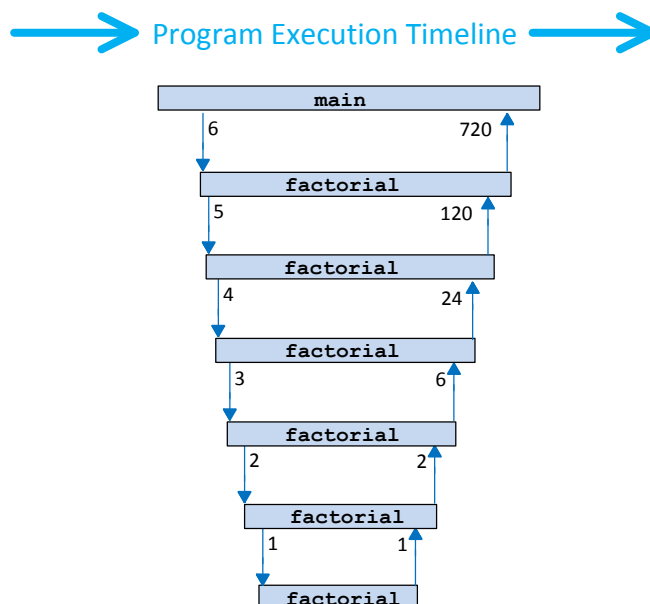 Program Execution Timeline
main
6 720
factorial
5 120
factorial
4 24
factorial
3 6
factorial
2 2
factorial
1 1
factorial